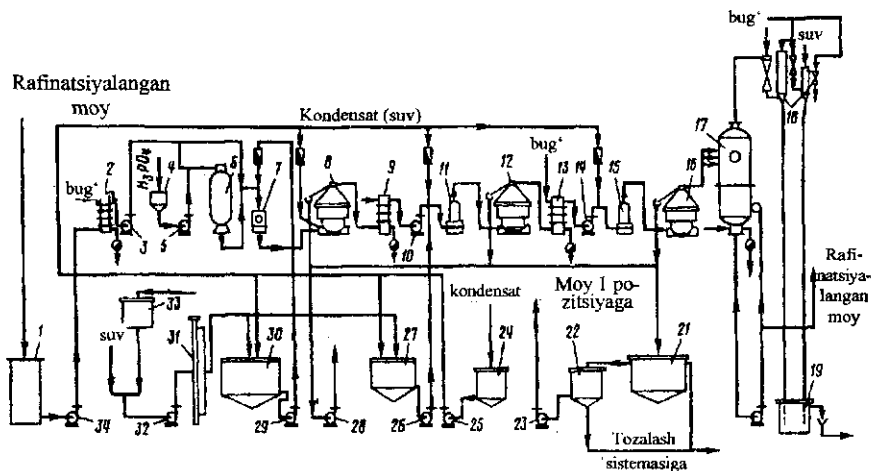 bug‘
suv
Rafinatsiyalangan
moy
Kondensat (suv)
17
18
2
H3PO4
4
6
7
8
9
bug‘
11
12
13
14
15
16
bug‘
3
5
10
kondensat
Moy 1 pozitsiyaga
Rafi-
natsiya-
langan
moy
33
1
suv
31
30
27
24
22
21
19
34
32
29
28
26
25
23
Tozalash
sistemasiga